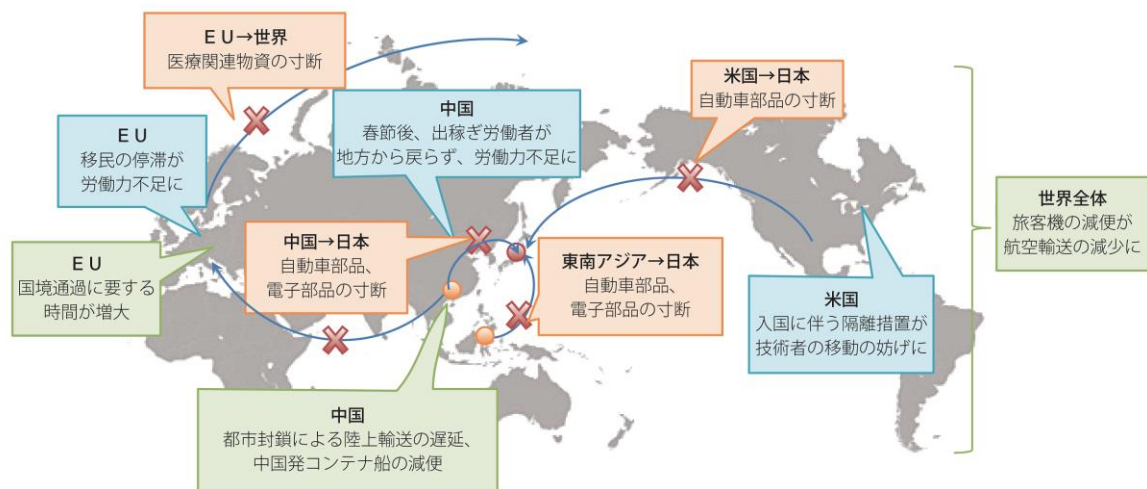 ＥＵ→世界
医療関連物資の寸断
ＥＵ
移民の停滞が
労働力不足に
中国
春節後、出稼ぎ労働者が
地方から戻らず、労働力不足に
米国→日本
自動車部品の寸断
世界全体
旅客機の減便が
航空輸送の減少に
ＥＵ
国境通過に要する
時間が増大
中国→日本
自動車部品、
電子部品の寸断
東南アジア→日本
自動車部品、
電子部品の寸断
米国
入国に伴う隔離措置が
技術者の移動の妨げに
中国
都市封鎖による陸上輸送の遅延、
中国発コンテナ船の減便